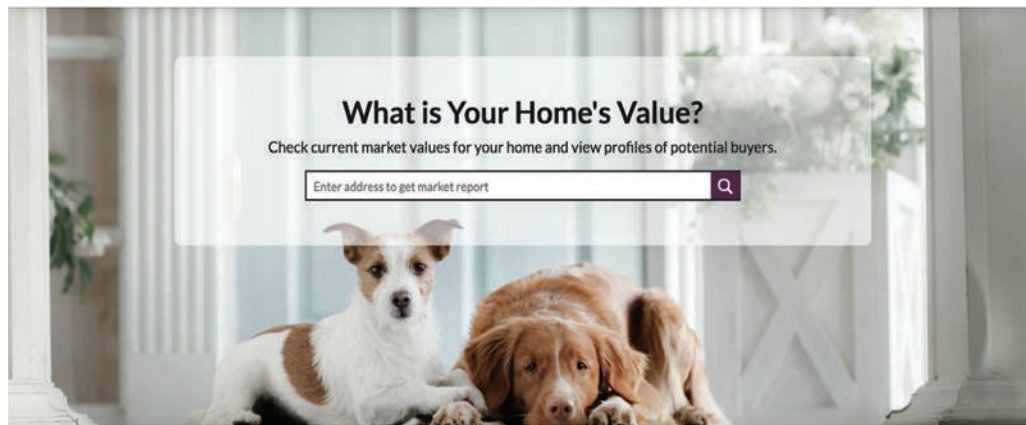 What is Your Home's Value?
Check current market values for your home and view profiles of potential buyers.
Enter address to get market report